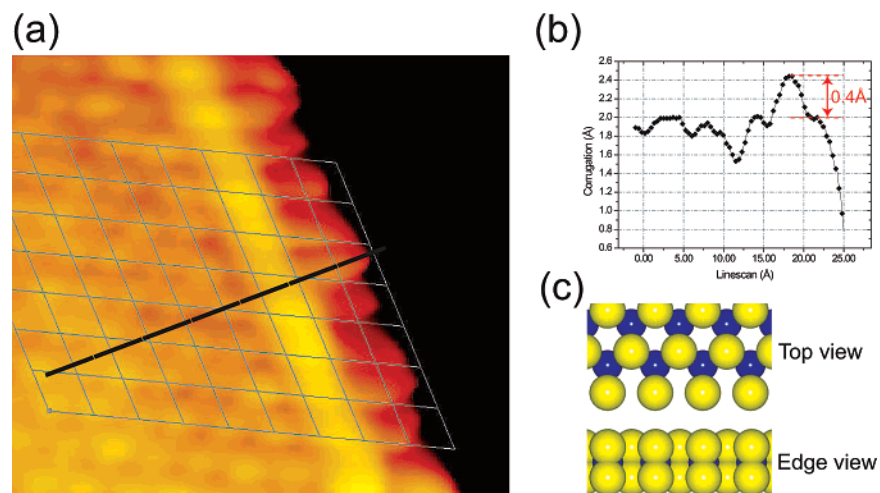 (a)
(b)
2.6
2.4
2.2
2.0
1.8
1.6
1.4
1.2
1.0
0.8
0.6
Corrugation (Å)
0.4Å
0.00 5.00 10.00 15.00 20.00 25.00
Linescan (Å)
(c)
Top view
Edge view